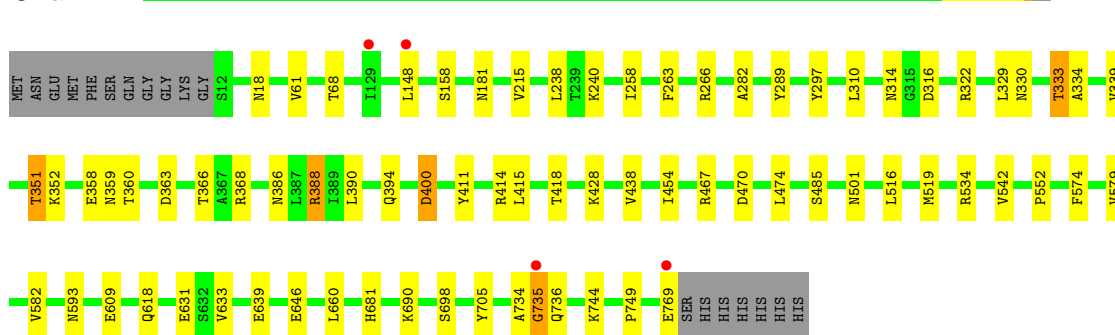 MET ASN GLU MET PHE SER GLN GLY GLY LYS GLY S12 N18 V61 T68 I129 L148 S158 N181 V215 L238 T239 K240 I258 F263 R266 A282 Y289 Y297 L310 N314 G315 D316 R322 L329 N330 T333 A334 V339
T351 K352 E358 N359 T360 D363 T366 A367 R368 N386 L387 R388 I389 L390 Q394 D400 Y411 R414 L415 T418 K428 V438 I454 R467 D470 L474 S485 N501 L516 M519 R534 V542 P552 F574 V579
V582 N593 E609 Q618 E631 S632 V633 E639 E646 L660 H681 K690 S698 Y705 A734 G735 Q736 K744 P749 E769 SER HIS HIS HIS HIS HIS HIS